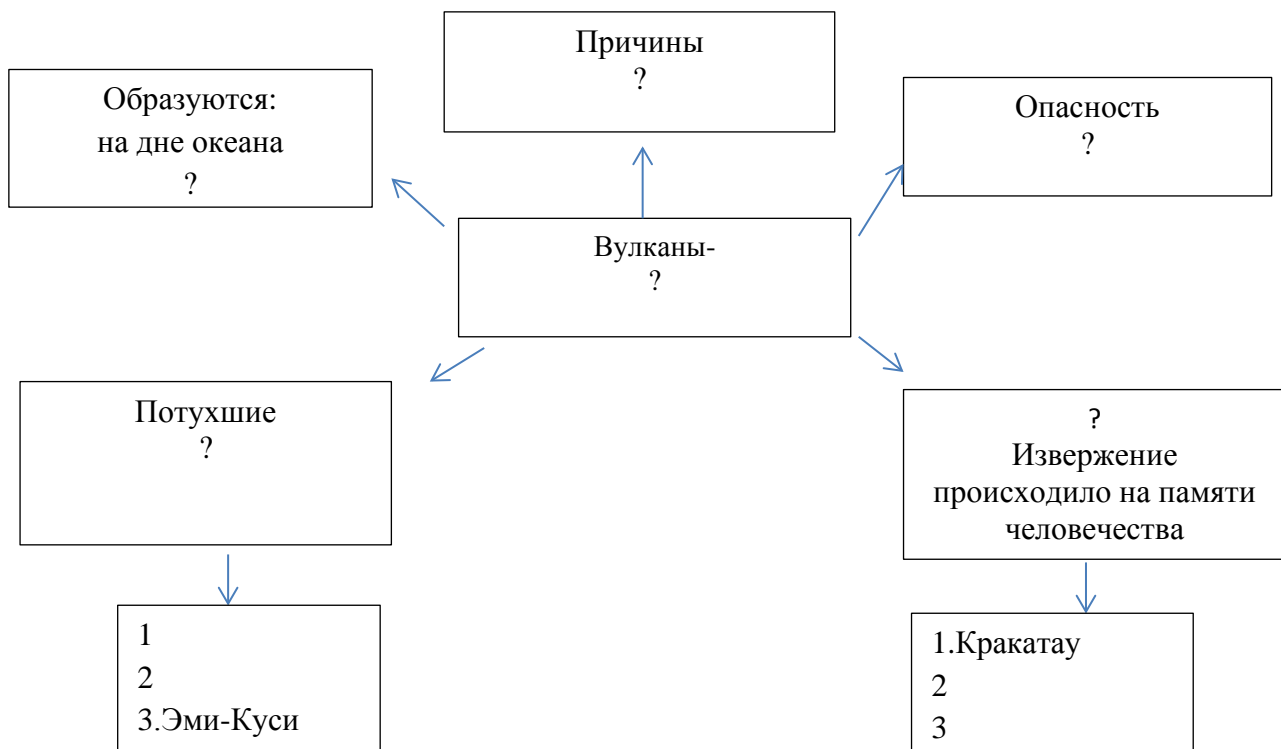 Причины
?
Образуются:
на дне океана
?
Опасность
?
Вулканы-
?
Потухшие
?
?
Извержение
происходило на памяти
человечества
1
2
3.Эми-Куси
1.Кракатау
2
3